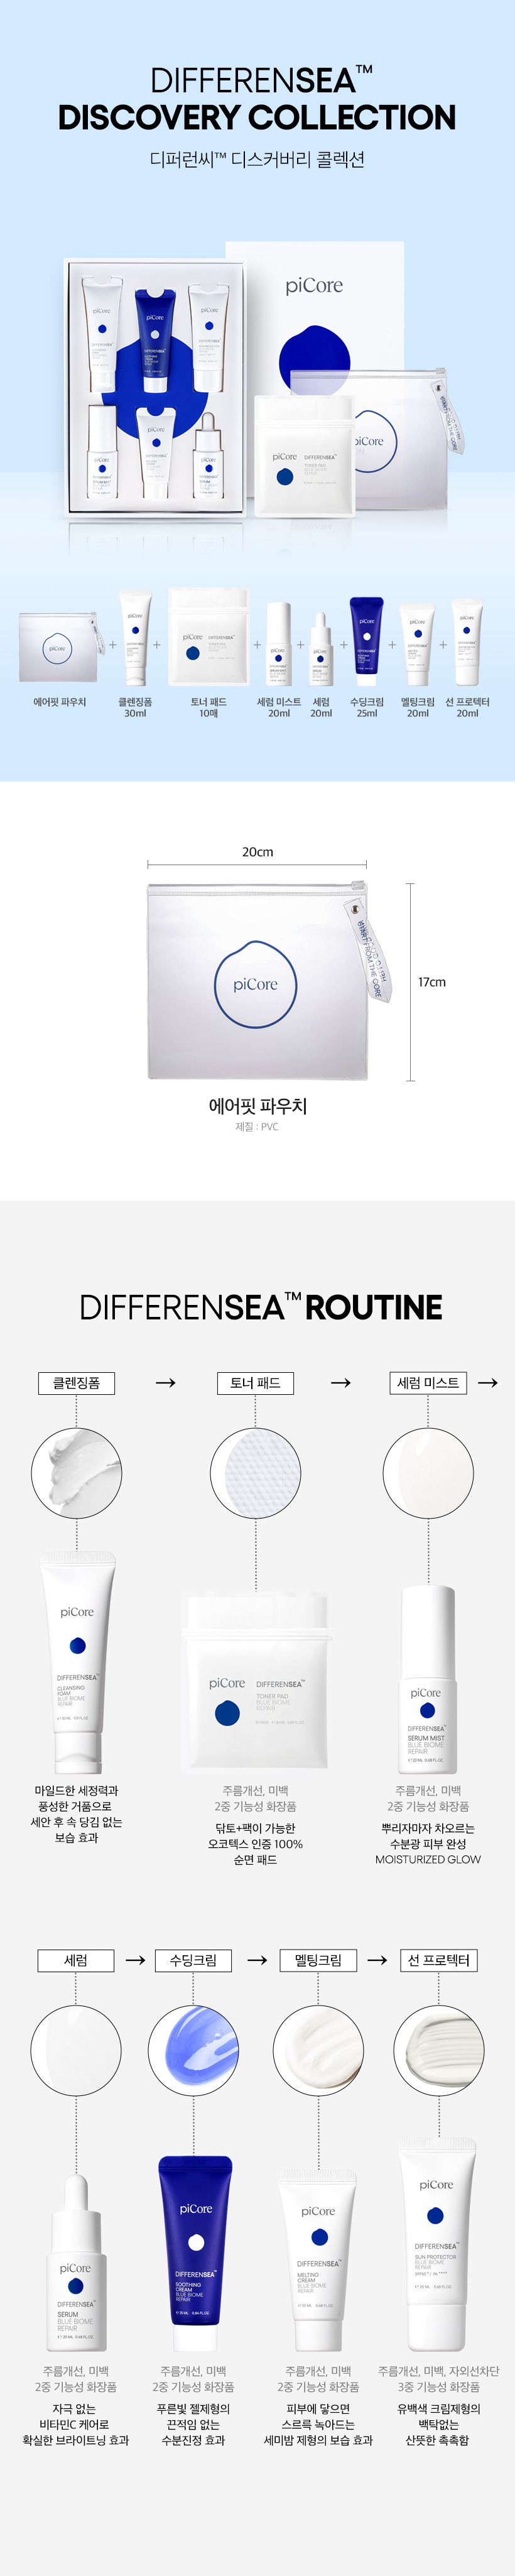 DIFFERENSEA™
DISCOVERY COLLECTION
디퍼런씨™ 디스커버리 콜렉션
piCore
piCore
piCore
piCore
piCore
DIFFERENSEA
TONER PAD
에어핏 파우치
클렌징폼
30ml
토너 패드
10매
세럼 미스트
20ml
세럼
20ml
수딩크림
25ml
멜팅크림
20ml
선 프로텍터
20ml
20cm
piCore
17cm
에어핏 파우치
제질 : PVC
DIFFERENSEA™ ROUTINE
클렌징폼 → 토너 패드 → 세럼 미스트 →
piCore
DIFFERENSEA™
CLEANSING
FOAM
BLUE BIOME
REPAIR
piCore
DIFFERENSEA™
TONER PAD
BLUE BIOME
REPAIR
piCore
DIFFERENSEA™
SERUM MIST
BLUE BIOME
REPAIR
마일드한 세정력과
풍성한 거품으로
세안 후 속 당김 없는
보습 효과
주름개선, 미백
2중 기능성 화장품
닦토+팩이 가능한
오코텍스 인증 100%
순면 패드
주름개선, 미백
2중 기능성 화장품
뿌리자마자 차오르는
수분광 피부 완성
MOISTURIZED GLOW
세럼 → 수딩크림 → 멜팅크림 → 선 프로텍터
piCore
DIFFERENSEA™
SERUM
BLUE BIOME
REPAIR
piCore
DIFFERENSEA™
SOOTHING
CREAM
BLUE BIOME
REPAIR
piCore
DIFFERENSEA™
MELTING
CREAM
BLUE BIOME
REPAIR
piCore
DIFFERENSEA™
SUN PROTECTOR
BLUE BIOME
REPAIR
주름개선, 미백
2중 기능성 화장품
자극 없는
비타민C 케어로
확실한 브라이트닝 효과
주름개선, 미백
2중 기능성 화장품
푸른빛 젤제형의
끈적임 없는
수분진정 효과
주름개선, 미백
2중 기능성 화장품
피부에 닿으면
스르륵 녹아드는
세미밤 제형의 보습 효과
주름개선, 미백, 자외선차단
3중 기능성 화장품
유백색 크림제형의
백탁없는
산뜻한 촉촉함